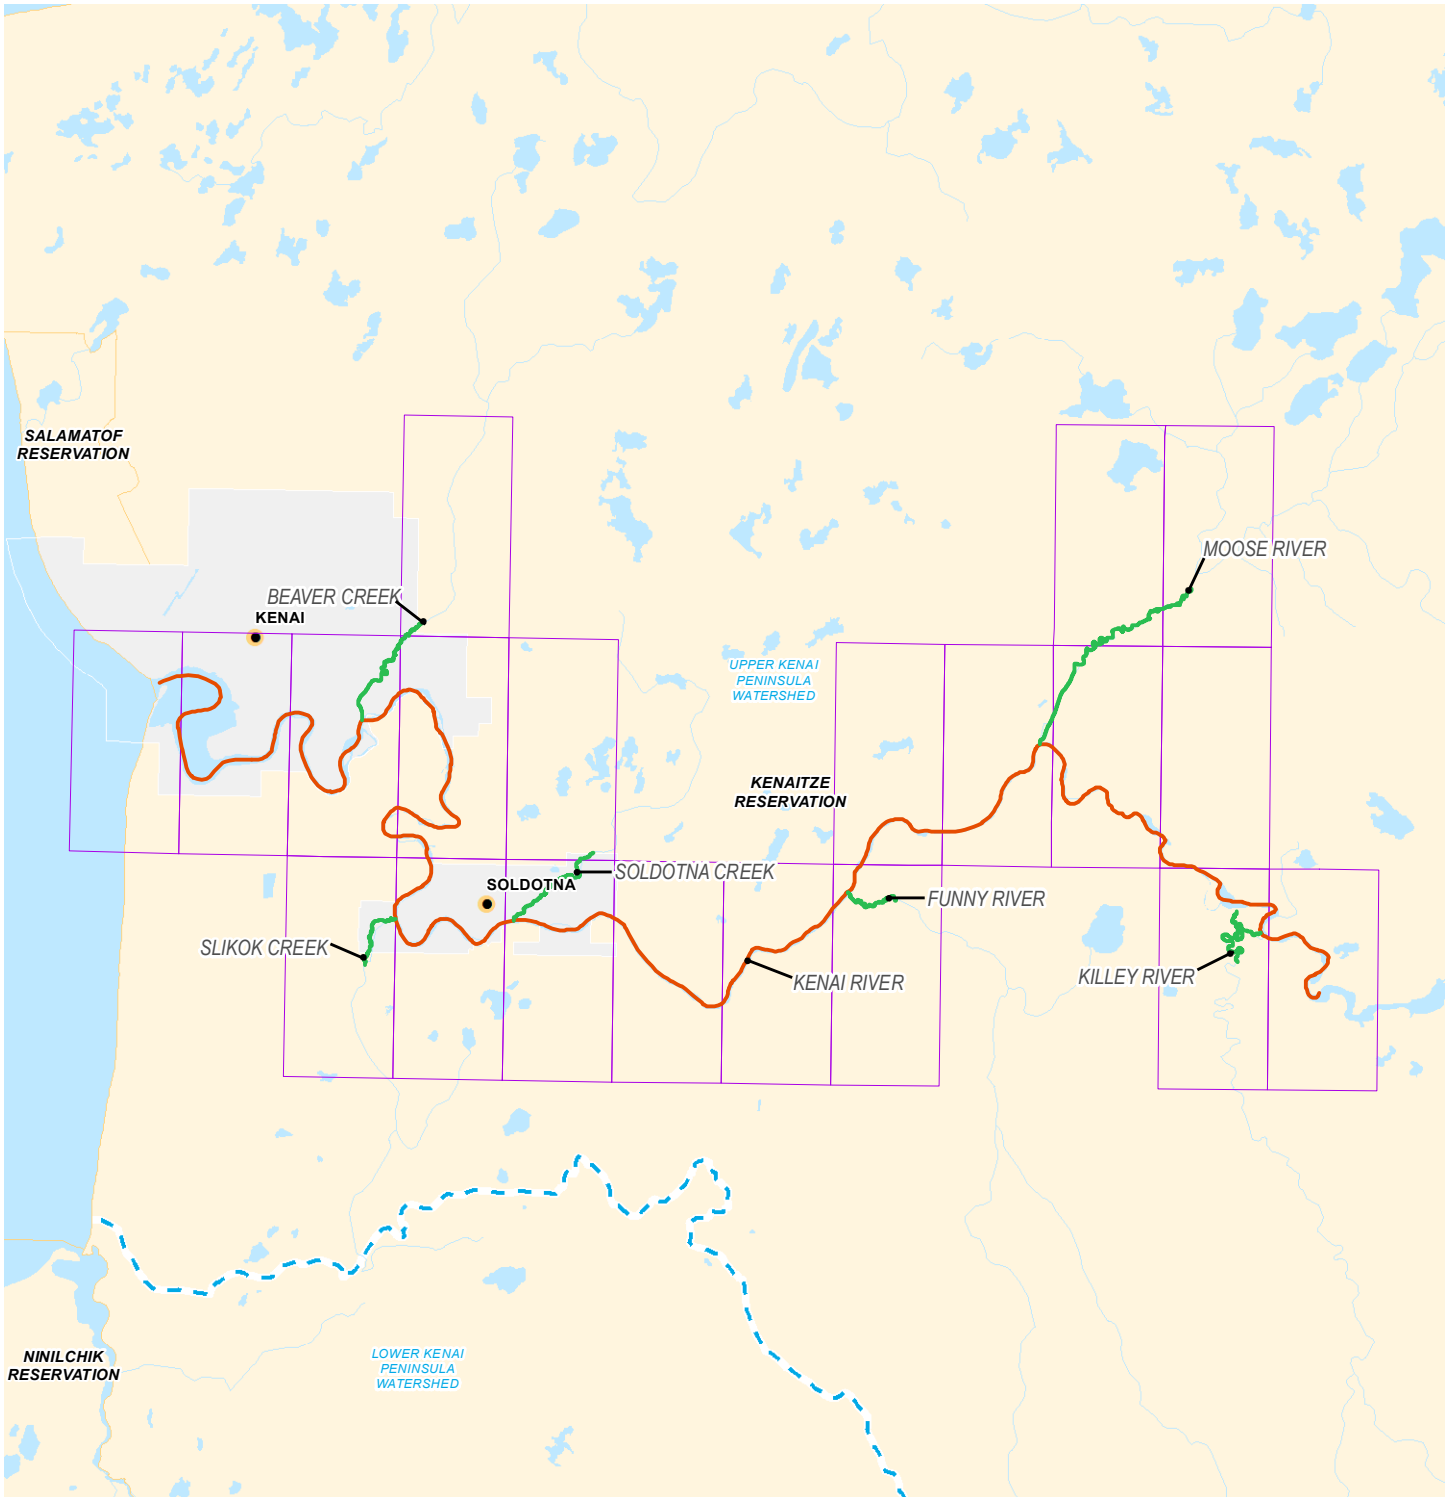 SALAMATOF
RESERVATION
MOOSE RIVER
BEAVER CREEK
KENAI
UPPER KENAI
PENINSULA
WATERSHED
KENAITZE
RESERVATION
SOLDOTNA CREEK
SOLDOTNA
FUNNY RIVER
SLIKOK CREEK
KENAI RIVER
KILLEY RIVER
NINILCHIK
RESERVATION
LOWER KENAI
PENINSULA
WATERSHED